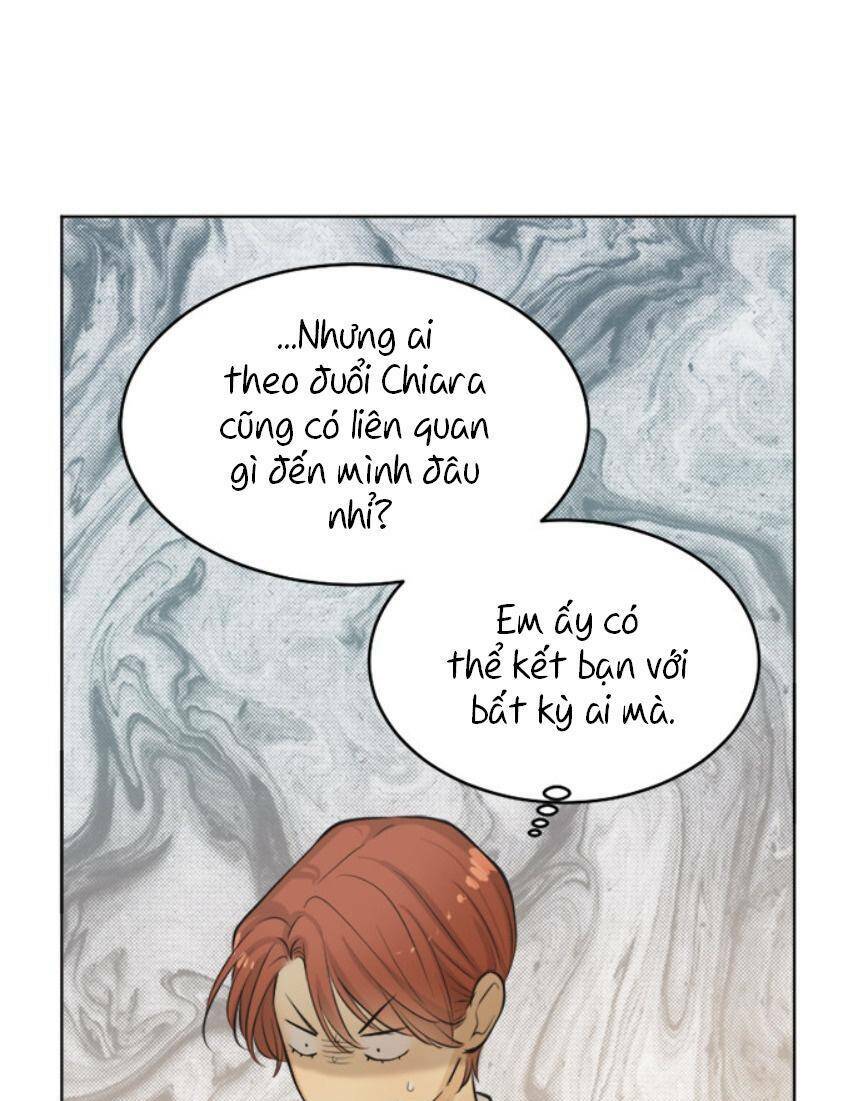 ...Nhưng ai
theo đuổi Chiara
cũng có liên quan
gì đến mình đâu
nhỉ?
Em ấy có
thể kết bạn với
bất kỳ ai mà.